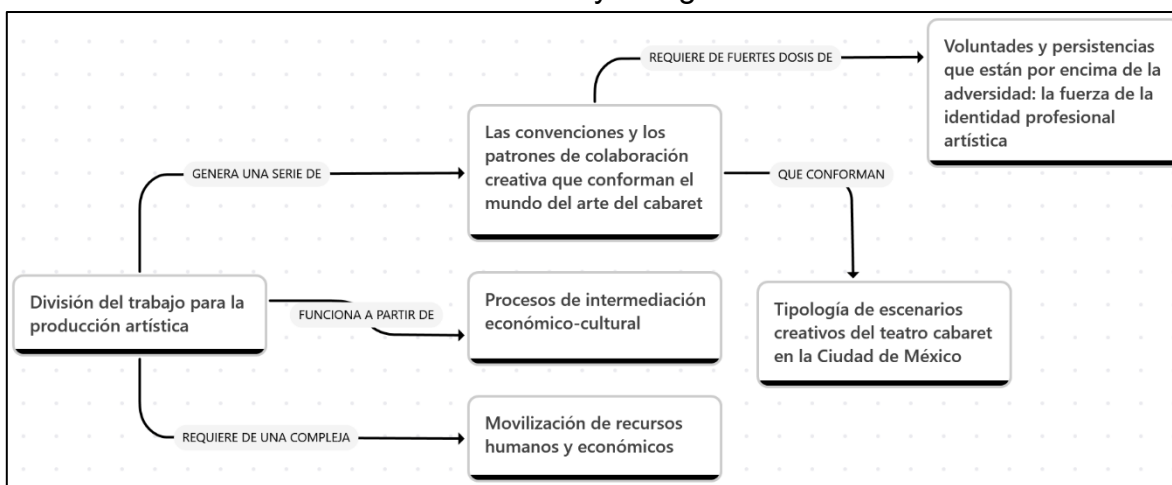 REQUIERE DE FUERTES DOSIS DE
Voluntades y persistencias
que están por encima de la
adversidad: la fuerza de la
identidad profesional
artística
Las convenciones y los
patrones de colaboración
creativa que conforman el
mundo del arte del cabaret
GENERA UNA SERIE DE
QUE CONFORMAN
División del trabajo para la
producción artística
FUNCIONA A PARTIR DE
Procesos de intermediación
económico-cultural
Tipología de escenarios
creativos del teatro cabaret
en la Ciudad de México
REQUIERE DE UNA COMPLEJA
Movilización de recursos
humanos y económicos